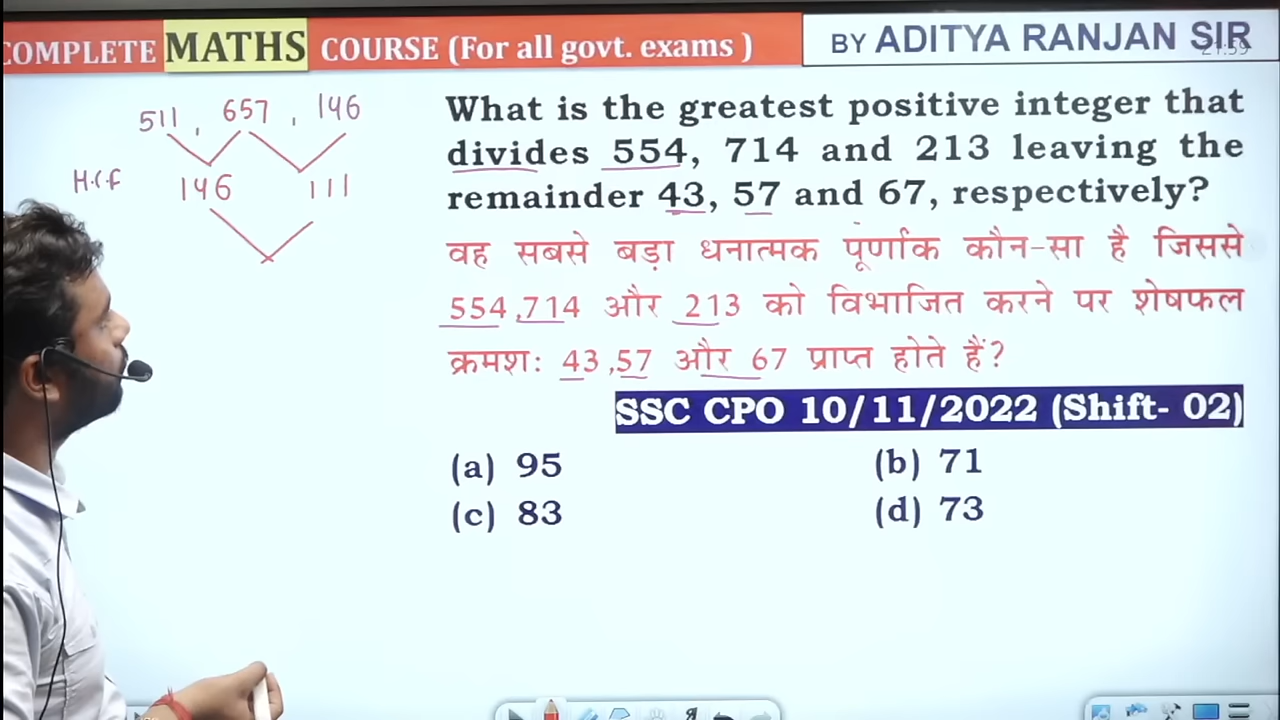 COMPLETE MATHS COURSE (For all govt. exams )
BY ADITYA RANJAN SIR
21:59
511, 657, 146
H.C.F 146 111
What is the greatest positive integer that
divides 554, 714 and 213 leaving the
remainder 43, 57 and 67, respectively?
वह सबसे बड़ा धनात्मक पूर्णाक कौन-सा है जिससे
554,714 और 213 को विभाजित करने पर शेषफल
क्रमश: 43,57 और 67 प्राप्त होते हैं?
SSC CPO 10/11/2022 (Shift- 02)
(a) 95 (b) 71
(c) 83 (d) 73